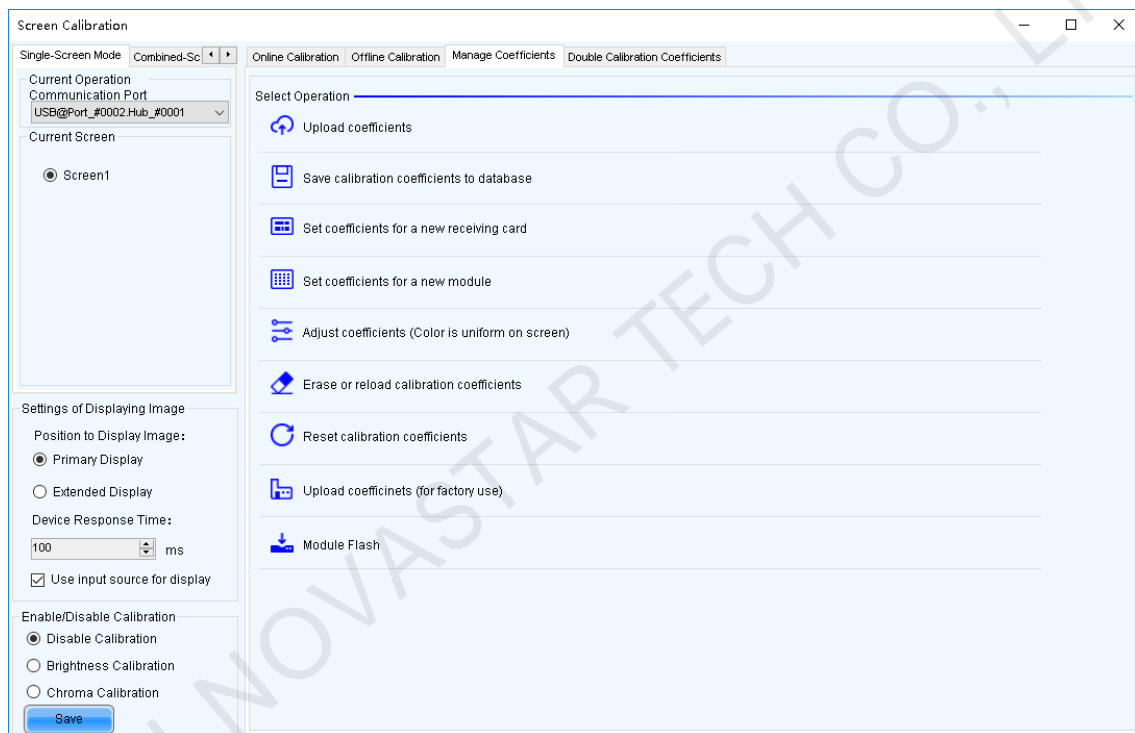 Screen Calibration
Single-Screen Mode
Combined-Sc
Current Operation
Communication Port
USB@Port_#0002.Hub_#0001
Current Screen
Screen1
Settings of Displaying Image
Position to Display Image:
Primary Display
Extended Display
Device Response Time:
100 ms
Use input source for display
Enable/Disable Calibration
Disable Calibration
Brightness Calibration
Chroma Calibration
Save
Online Calibration
Offline Calibration
Manage Coefficients
Double Calibration Coefficients
Select Operation
Upload coefficients
Save calibration coefficients to database
Set coefficients for a new receiving card
Set coefficients for a new module
Adjust coefficients (Color is uniform on screen)
Erase or reload calibration coefficients
Reset calibration coefficients
Upload coefficinets (for factory use)
Module Flash
NOVASTAR TECH CO., L